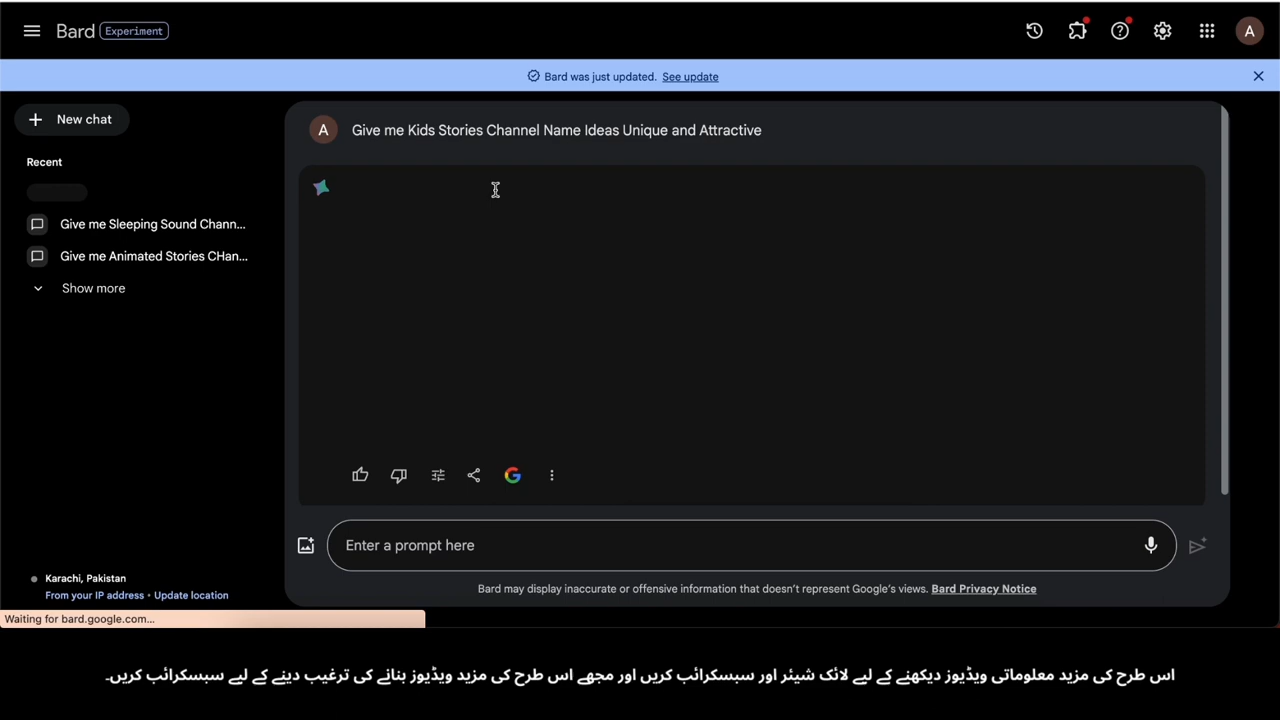 Bard Experiment
A
Bard was just updated. See update
New chat
A Give me Kids Stories Channel Name Ideas Unique and Attractive
Recent
Give me Sleeping Sound Chann...
Give me Animated Stories CHan...
Show more
Enter a prompt here
Karachi, Pakistan
From your IP address • Update location
Bard may display inaccurate or offensive information that doesn't represent Google's views. Bard Privacy Notice
Waiting for bard.google.com...
اس طرح کی مزید معلوماتی ویڈیوز دیکھنے کے لیے لائک شیئر اور سبسکرائب کریں اور مجھے اس طرح کی مزید ویڈیوز بنانے کی ترغیب دینے کے لیے سبسکرائب کریں۔